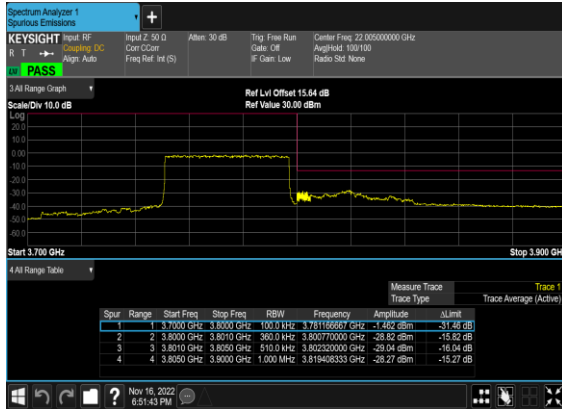 Spectrum Analyzer 1
Spurious Emissions
KEYSIGHT
R T
Input: RF
Coupling: DC
Align: Auto
Input Z: 50 Ω
Corr CCorr
Freq Ref: Int (S)
Atten: 30 dB
Trig: Free Run
Gate: Off
IF Gain: Low
Center Freq: 22.005000000 GHz
Avg|Hold: 100/100
Radio Std: None
PASS
3 All Range Graph
Ref Lvl Offset 15.64 dB
Scale/Div 10.0 dB
Ref Value 30.00 dBm
Log
20.0
10.0
0.00
-10.0
-20.0
-30.0
-40.0
-50.0
-60.0
Start 3.700 GHz
Stop 3.900 GH
4 All Range Table
Measure Trace Trace 1
Trace Type Trace Average (Active)
Spur Range Start Freq Stop Freq RBW Frequency Amplitude ΔLimit
1 1 3.7000 GHz 3.8000 GHz 100.0 kHz 3.781166667 GHz -1.462 dBm -31.46 dB
2 2 3.8000 GHz 3.8010 GHz 360.0 kHz 3.800770000 GHz -28.82 dBm -15.82 dB
3 3 3.8010 GHz 3.8050 GHz 510.0 kHz 3.802320000 GHz -29.04 dBm -16.04 dB
4 4 3.8050 GHz 3.9000 GHz 1.000 MHz 3.819408333 GHz -28.27 dBm -15.27 dB
Nov 16, 2022
6:51:43 PM